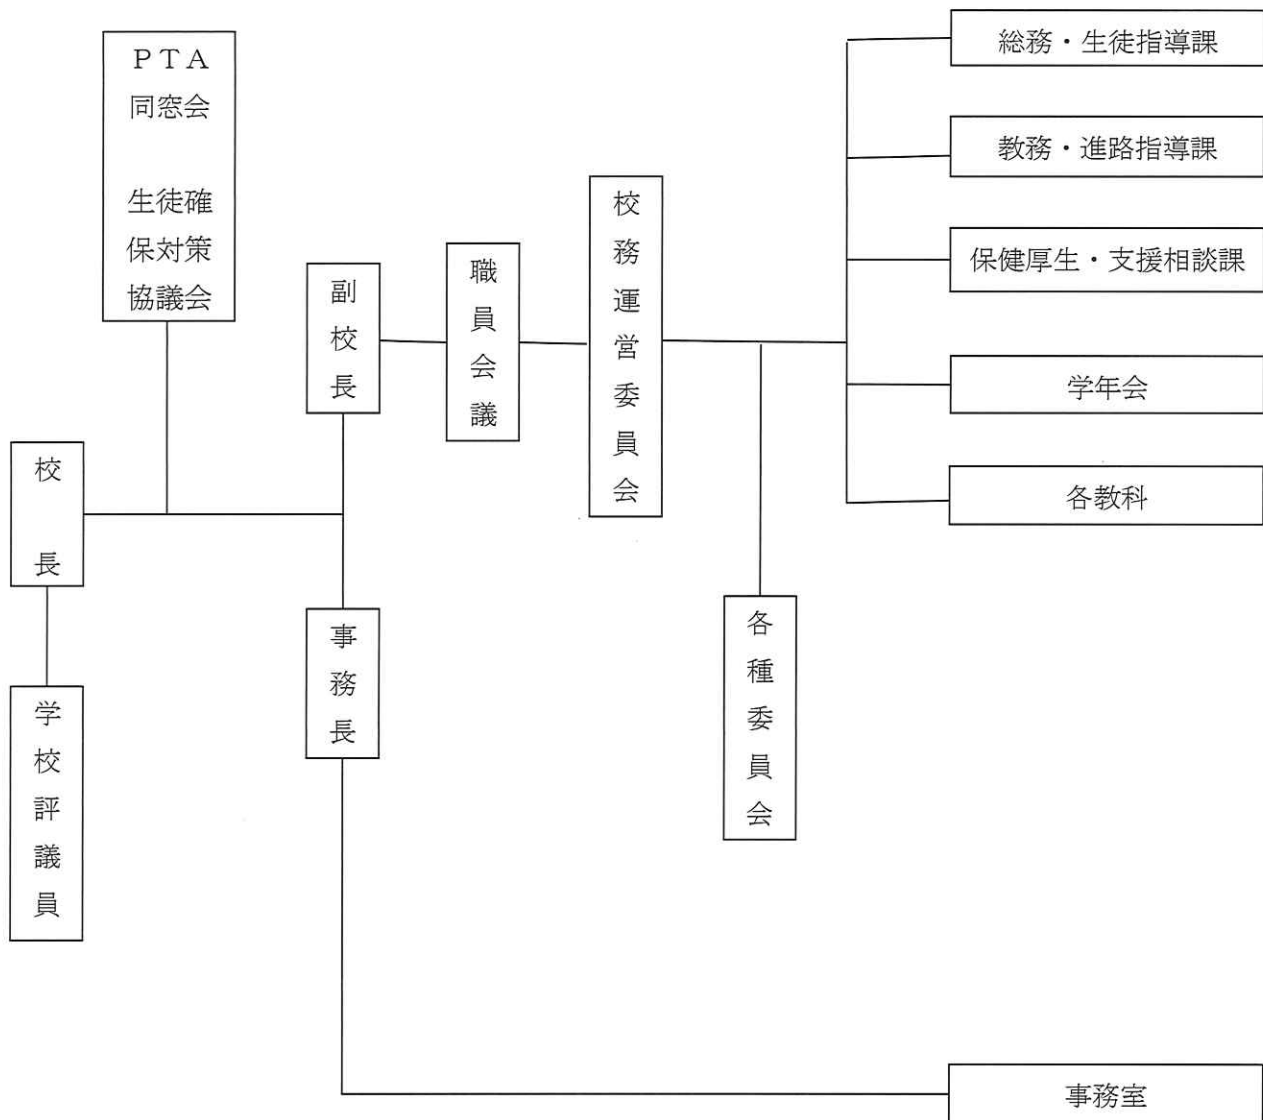 ＰＴＡ
同窓会
生徒確
保対策
協議会
校長
学校評議員
副校長
事務長
職員会議
校務運営委員会
各種委員会
総務・生徒指導課
教務・進路指導課
保健厚生・支援相談課
学年会
各教科
事務室